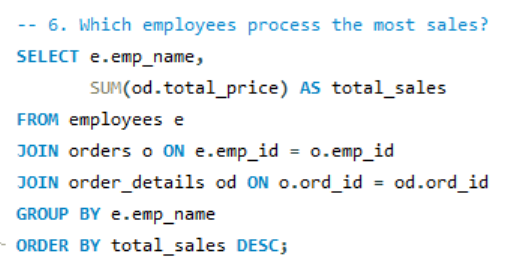 -- 6. Which employees process the most sales?
SELECT e.emp_name,
SUM(od.total_price) AS total_sales
FROM employees e
JOIN orders o ON e.emp_id = o.emp_id
JOIN order_details od ON o.ord_id = od.ord_id
GROUP BY e.emp_name
ORDER BY total_sales DESC;